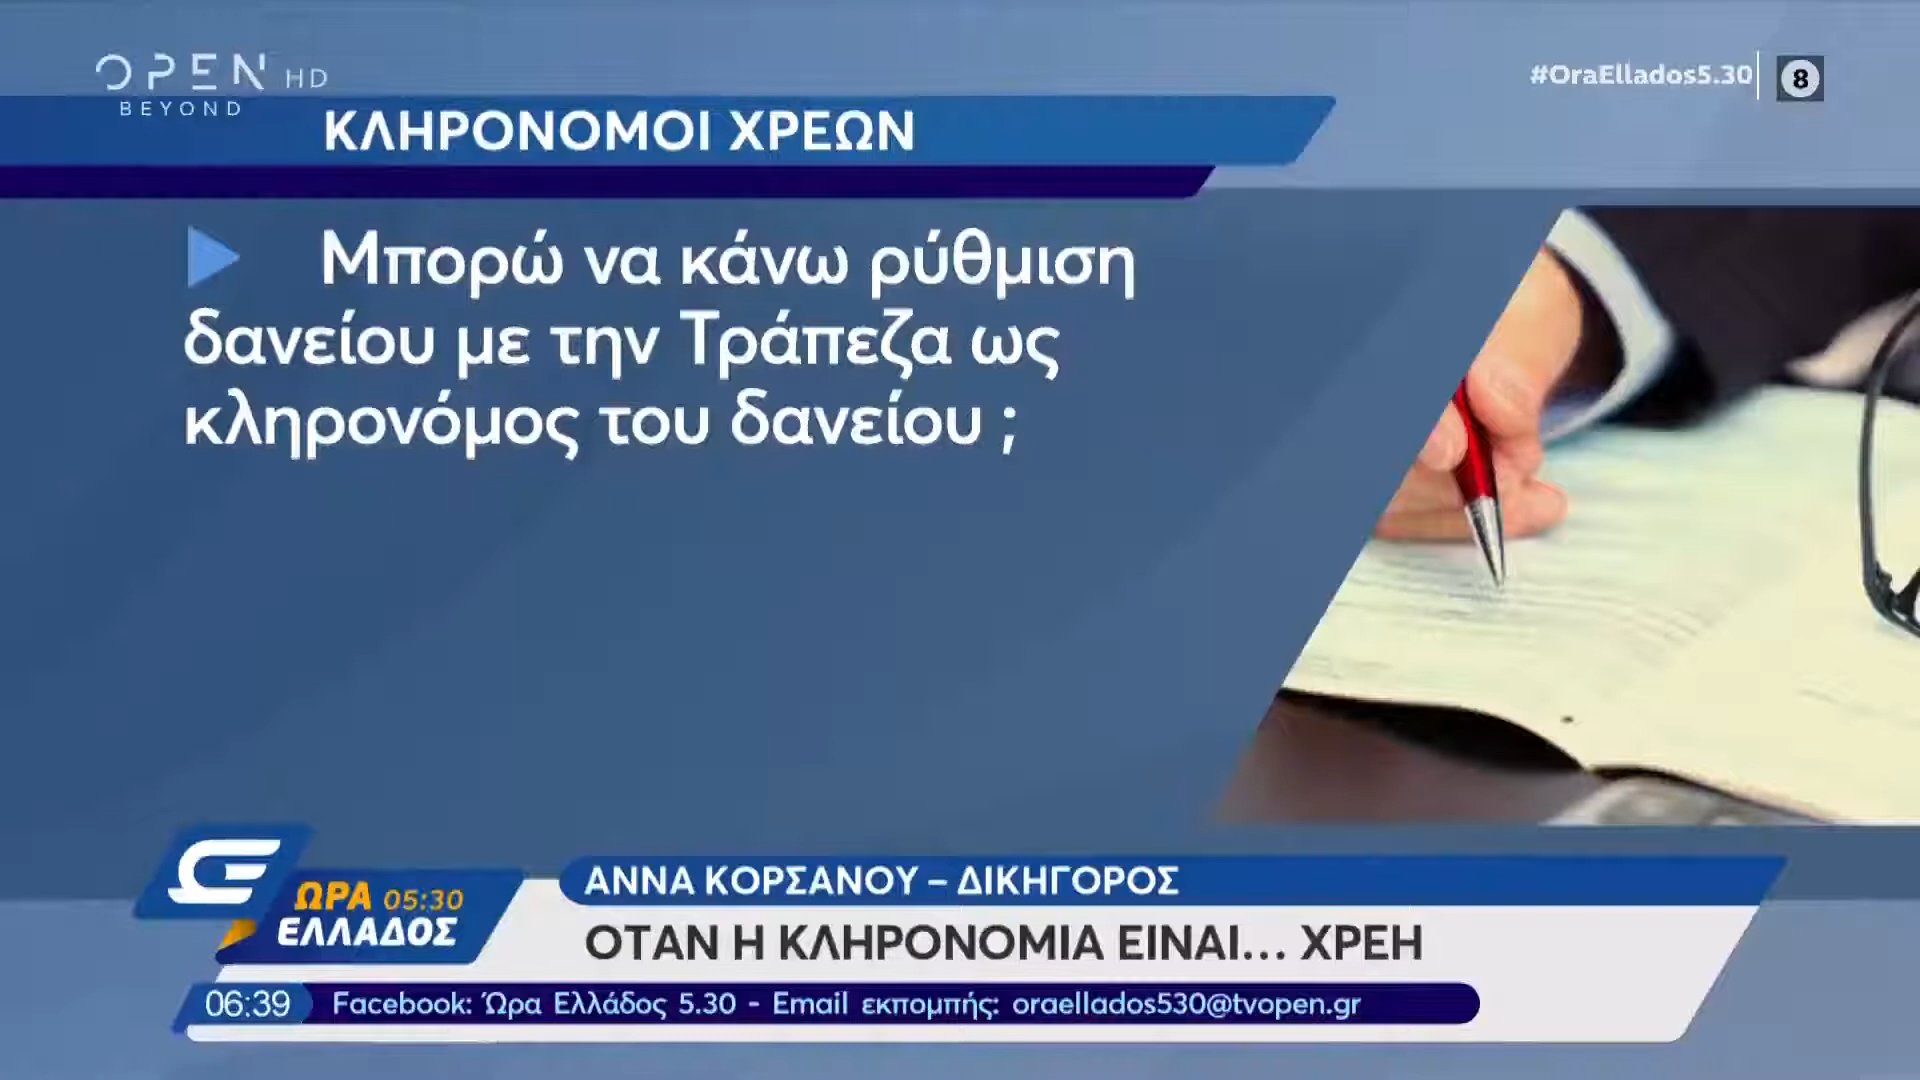 OPEN HD
BEYOND
#OraEllados5.30
8
ΚΛΗΡΟΝΟΜΟΙ ΧΡΕΩΝ
Μπορώ να κάνω ρύθμιση
δανείου με την Τράπεζα ως
κληρονόμος του δανείου ;
ΩΡΑ 05:30
ΕΛΛΑΔΟΣ
ΑΝΝΑ ΚΟΡΣΑΝΟΥ – ΔΙΚΗΓΟΡΟΣ
ΟΤΑΝ Η ΚΛΗΡΟΝΟΜΙΑ ΕΙΝΑΙ... ΧΡΕΗ
06:39
Facebook: Ώρα Ελλάδος 5.30 - Email εκπομπής: oraellados530@tvopen.gr